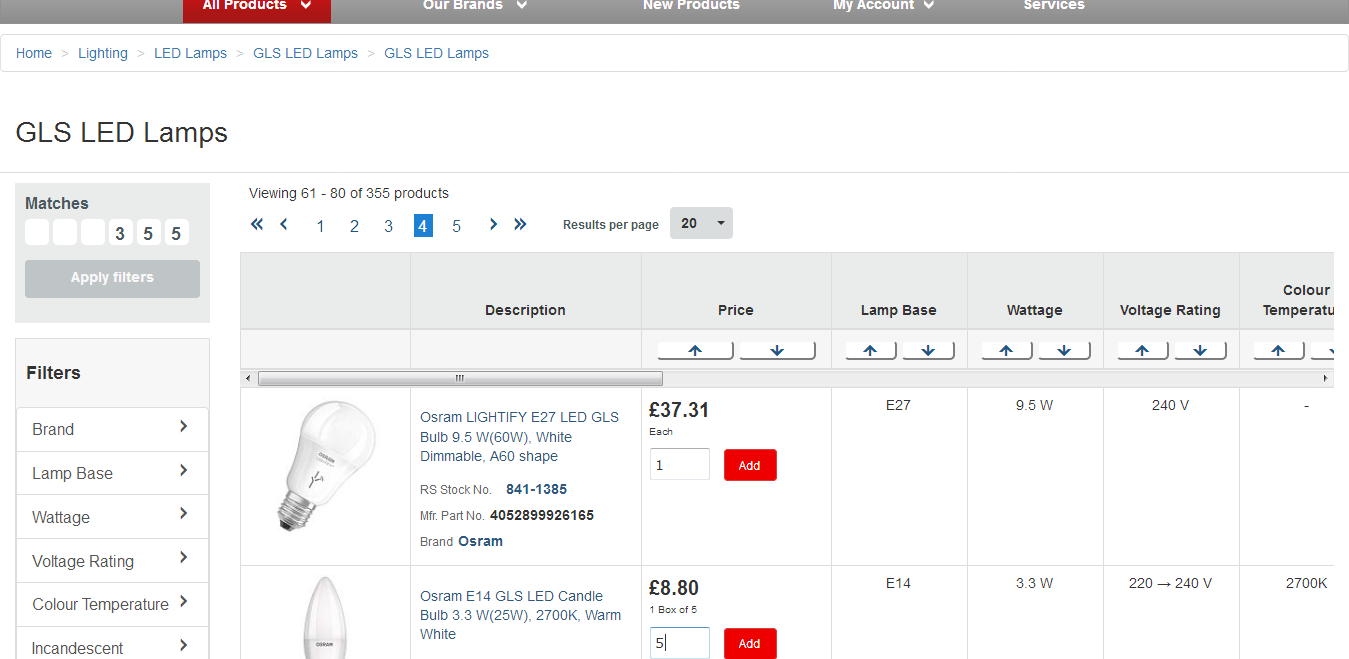 All Products
Our Brands
New Products
My Account
Services
Home > Lighting > LED Lamps > GLS LED Lamps > GLS LED Lamps
GLS LED Lamps
Matches
3 5 5
Apply filters
Filters
Brand
Lamp Base
Wattage
Voltage Rating
Colour Temperature
Incandescent
Viewing 61 - 80 of 355 products
1 2 3 4 5
Results per page 20
Description
Price
Lamp Base
Wattage
Voltage Rating
Colour
Temperatu
OSRAM
Osram LIGHTIFY E27 LED GLS
Bulb 9.5 W(60W), White
Dimmable, A60 shape
RS Stock No. 841-1385
Mfr. Part No. 4052899926165
Brand Osram
£37.31
Each
1
Add
E27
9.5 W
240 V
-
OSRAM
Osram E14 GLS LED Candle
Bulb 3.3 W(25W), 2700K, Warm
White
£8.80
1 Box of 5
5
Add
E14
3.3 W
220 → 240 V
2700K